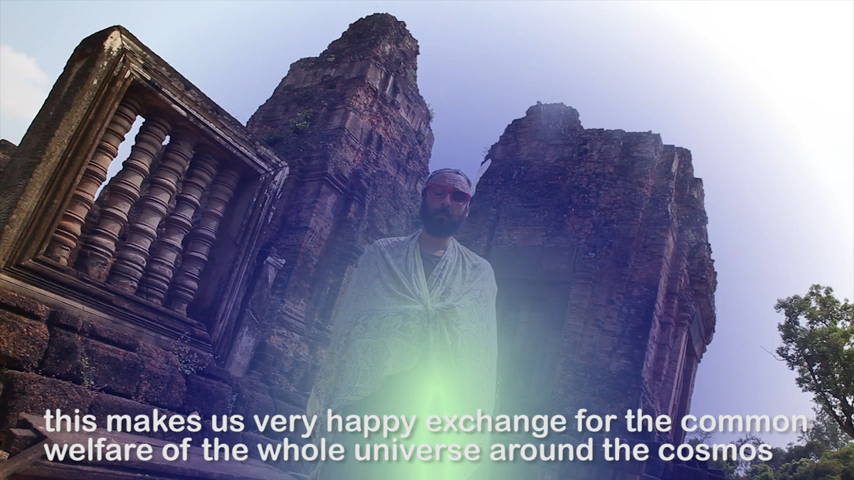 this makes us very happy exchange for the common
welfare of the whole universe around the cosmos